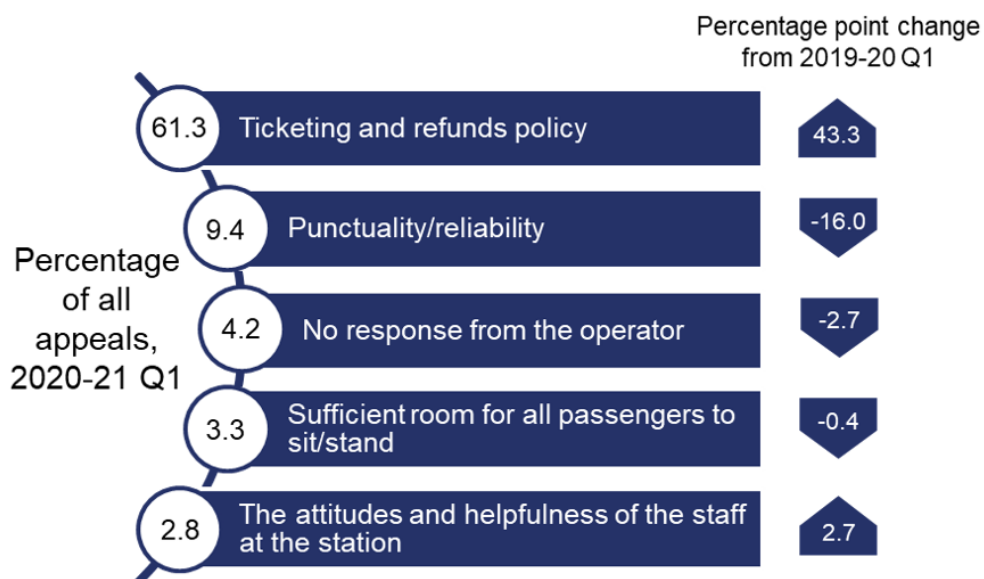 Percentage point change
from 2019-20 Q1
61.3 Ticketing and refunds policy 43.3
9.4 Punctuality/reliability -16.0
Percentage
of all
appeals,
2020-21 Q1
4.2 No response from the operator -2.7
3.3 Sufficient room for all passengers to
sit/stand -0.4
2.8 The attitudes and helpfulness of the staff
at the station 2.7